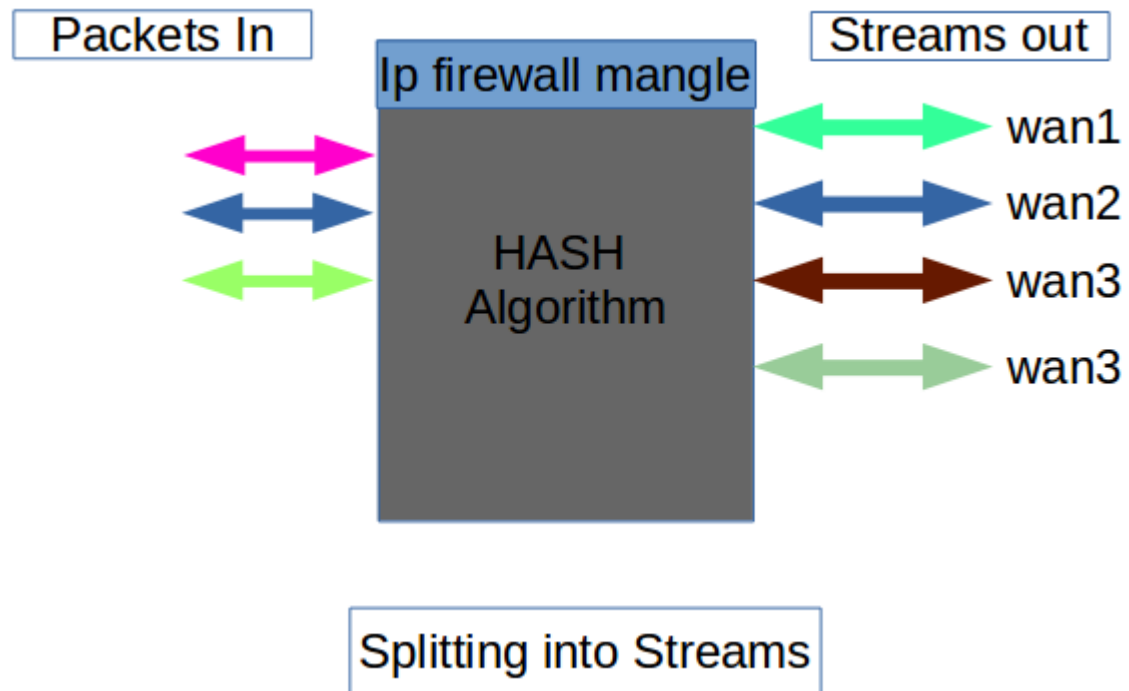 Packets In
Streams out
Ip firewall mangle
wan1
wan2
HASH
Algorithm
wan3
wan3
Splitting into Streams